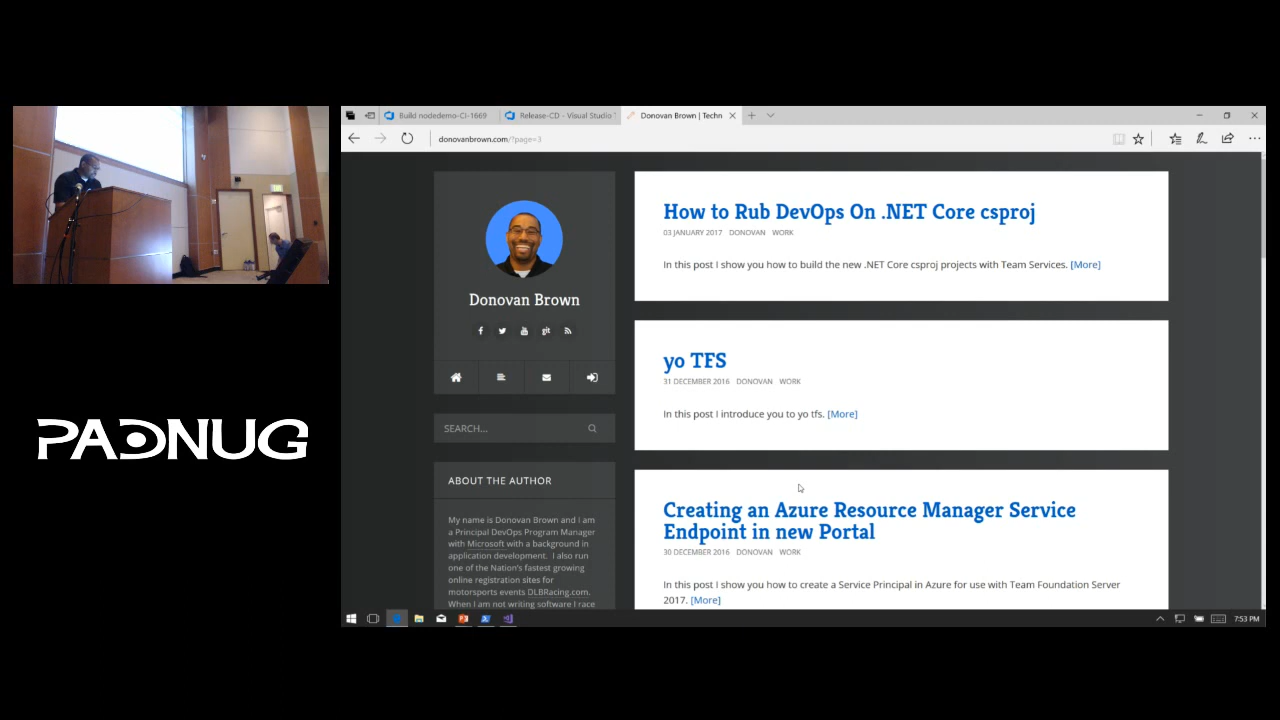 Build nodedemo-CI-1669
Release-CD - Visual Studio T
Donovan Brown | Techn
donovanbrown.com/?page=3
Donovan Brown
git
SEARCH...
ABOUT THE AUTHOR
My name is Donovan Brown and I am
a Principal DevOps Program Manager
with Microsoft with a background in
application development. I also run
one of the Nation's fastest growing
online registration sites for
motorsports events DLBRacing.com.
When I am not writing software I race
How to Rub DevOps On .NET Core csproj
03 JANUARY 2017 DONOVAN WORK
In this post I show you how to build the new .NET Core csproj projects with Team Services. [More]
yo TFS
31 DECEMBER 2016 DONOVAN WORK
In this post I introduce you to yo tfs. [More]
Creating an Azure Resource Manager Service
Endpoint in new Portal
30 DECEMBER 2016 DONOVAN WORK
In this post I show you how to create a Service Principal in Azure for use with Team Foundation Server
2017. [More]
7:53 PM
PADNUG